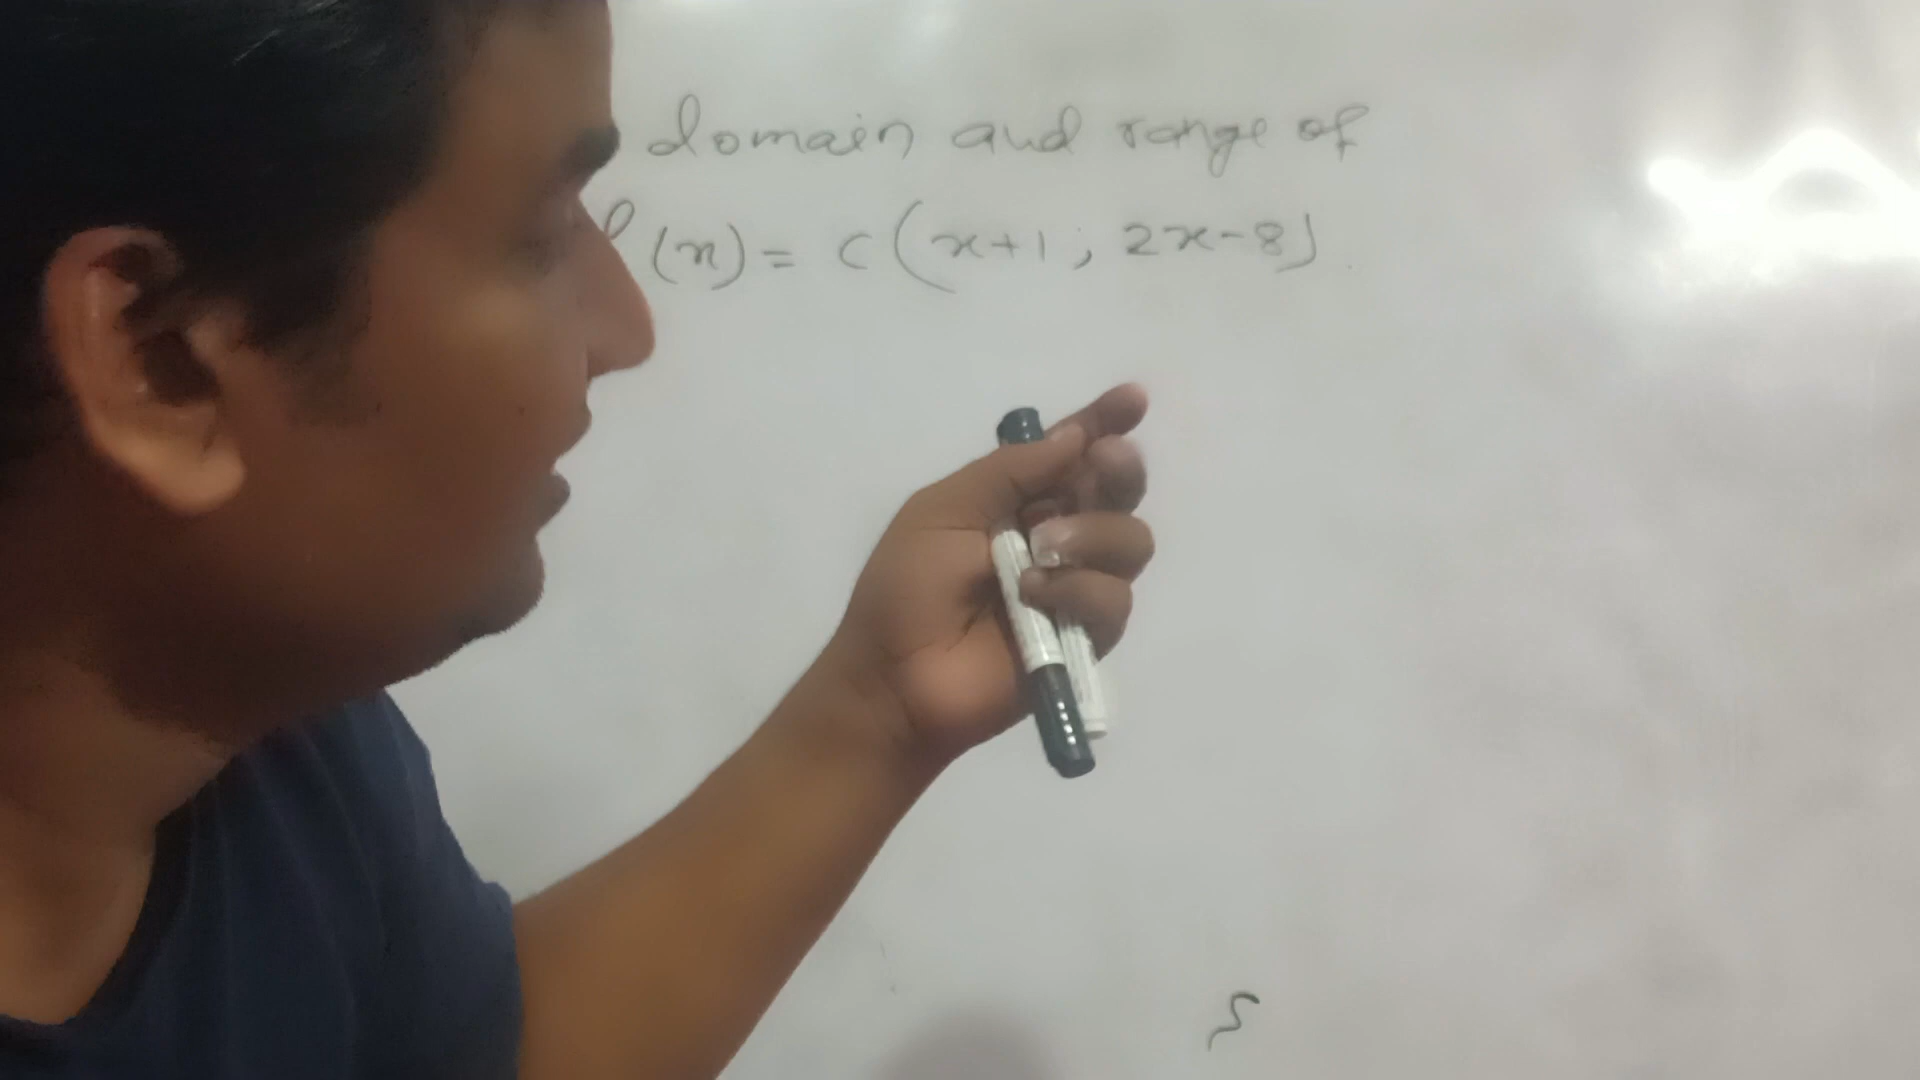 domain and range of
f(x) = C(x+1, 2x-8)